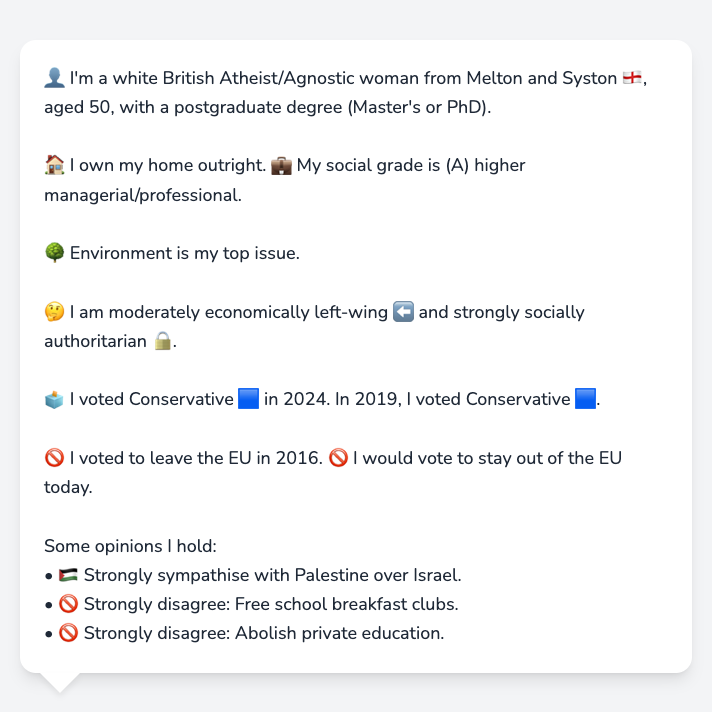 👤 I'm a white British Atheist/Agnostic woman from Melton and Syston 🏴󠁧󠁢󠁥󠁮󠁧󠁿,
aged 50, with a postgraduate degree (Master's or PhD).
🏠 I own my home outright. 💼 My social grade is (A) higher
managerial/professional.
🌳 Environment is my top issue.
🤔 I am moderately economically left-wing ⬅️ and strongly socially
authoritarian 🔒.
🗳️ I voted Conservative 🟦 in 2024. In 2019, I voted Conservative 🟦.
🚫 I voted to leave the EU in 2016. 🚫 I would vote to stay out of the EU
today.
Some opinions I hold:
• 🇵🇸 Strongly sympathise with Palestine over Israel.
• 🚫 Strongly disagree: Free school breakfast clubs.
• 🚫 Strongly disagree: Abolish private education.